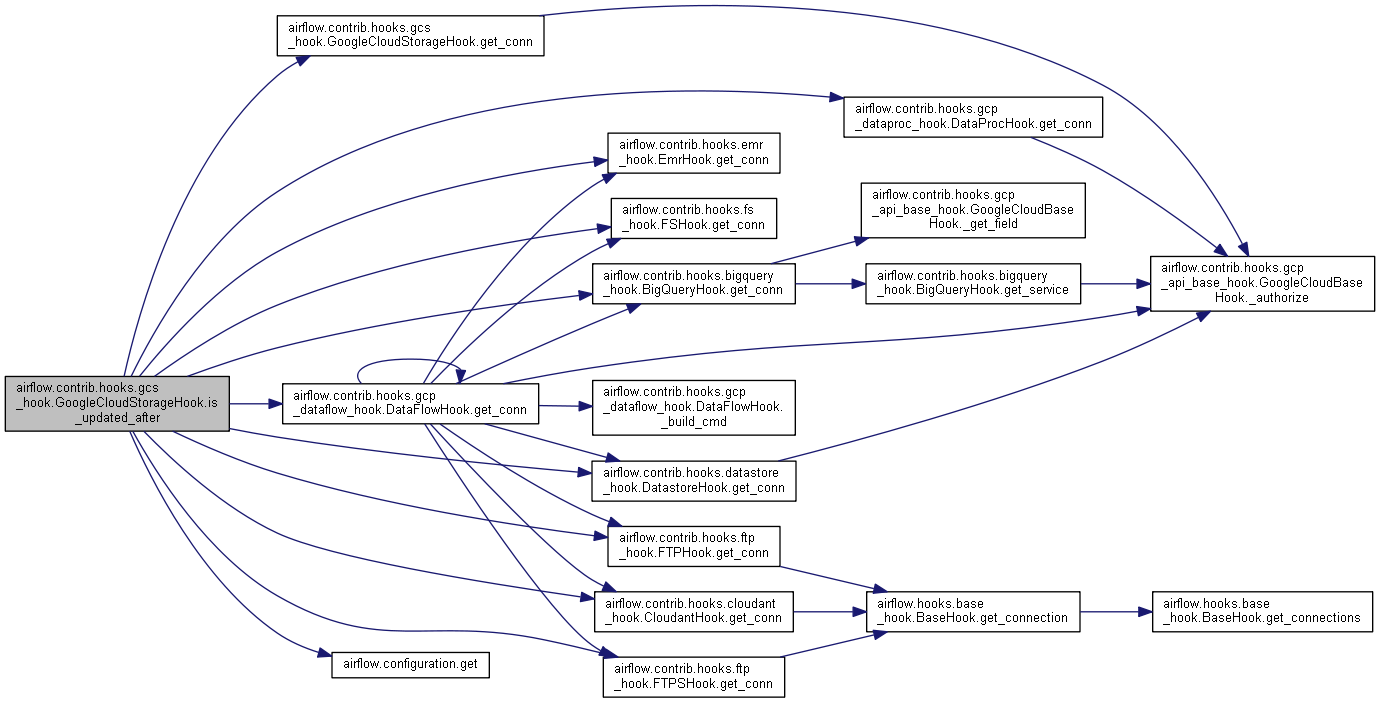 airflow.contrib.hooks.gcs
_hook.GoogleCloudStorageHook.get_conn
airflow.contrib.hooks.gcp
_dataproc_hook.DataProcHook.get_conn
airflow.contrib.hooks.emr
_hook.EmrHook.get_conn
airflow.contrib.hooks.gcp
_api_base_hook.GoogleCloudBase
Hook._get_field
airflow.contrib.hooks.fs
_hook.FSHook.get_conn
airflow.contrib.hooks.bigquery
_hook.BigQueryHook.get_conn
airflow.contrib.hooks.bigquery
_hook.BigQueryHook.get_service
airflow.contrib.hooks.gcp
_api_base_hook.GoogleCloudBase
Hook._authorize
airflow.contrib.hooks.gcs
_hook.GoogleCloudStorageHook.is
_updated_after
airflow.contrib.hooks.gcp
_dataflow_hook.DataFlowHook.get_conn
airflow.contrib.hooks.gcp
_dataflow_hook.DataFlowHook.
_build_cmd
airflow.contrib.hooks.datastore
_hook.DatastoreHook.get_conn
airflow.contrib.hooks.ftp
_hook.FTPHook.get_conn
airflow.contrib.hooks.cloudant
_hook.CloudantHook.get_conn
airflow.hooks.base
_hook.BaseHook.get_connection
airflow.hooks.base
_hook.BaseHook.get_connections
airflow.configuration.get
airflow.contrib.hooks.ftp
_hook.FTPSHook.get_conn